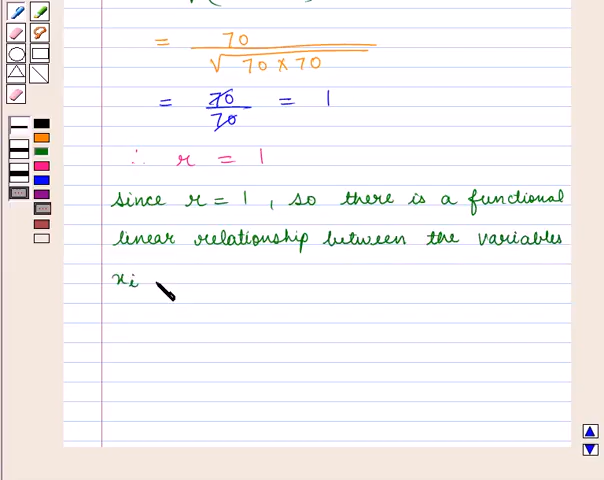 = 70
√ 70 × 70
= 70 = 1
70
∴ r = 1
since r = 1 , so there is a functional
linear relationship between the variables
xi